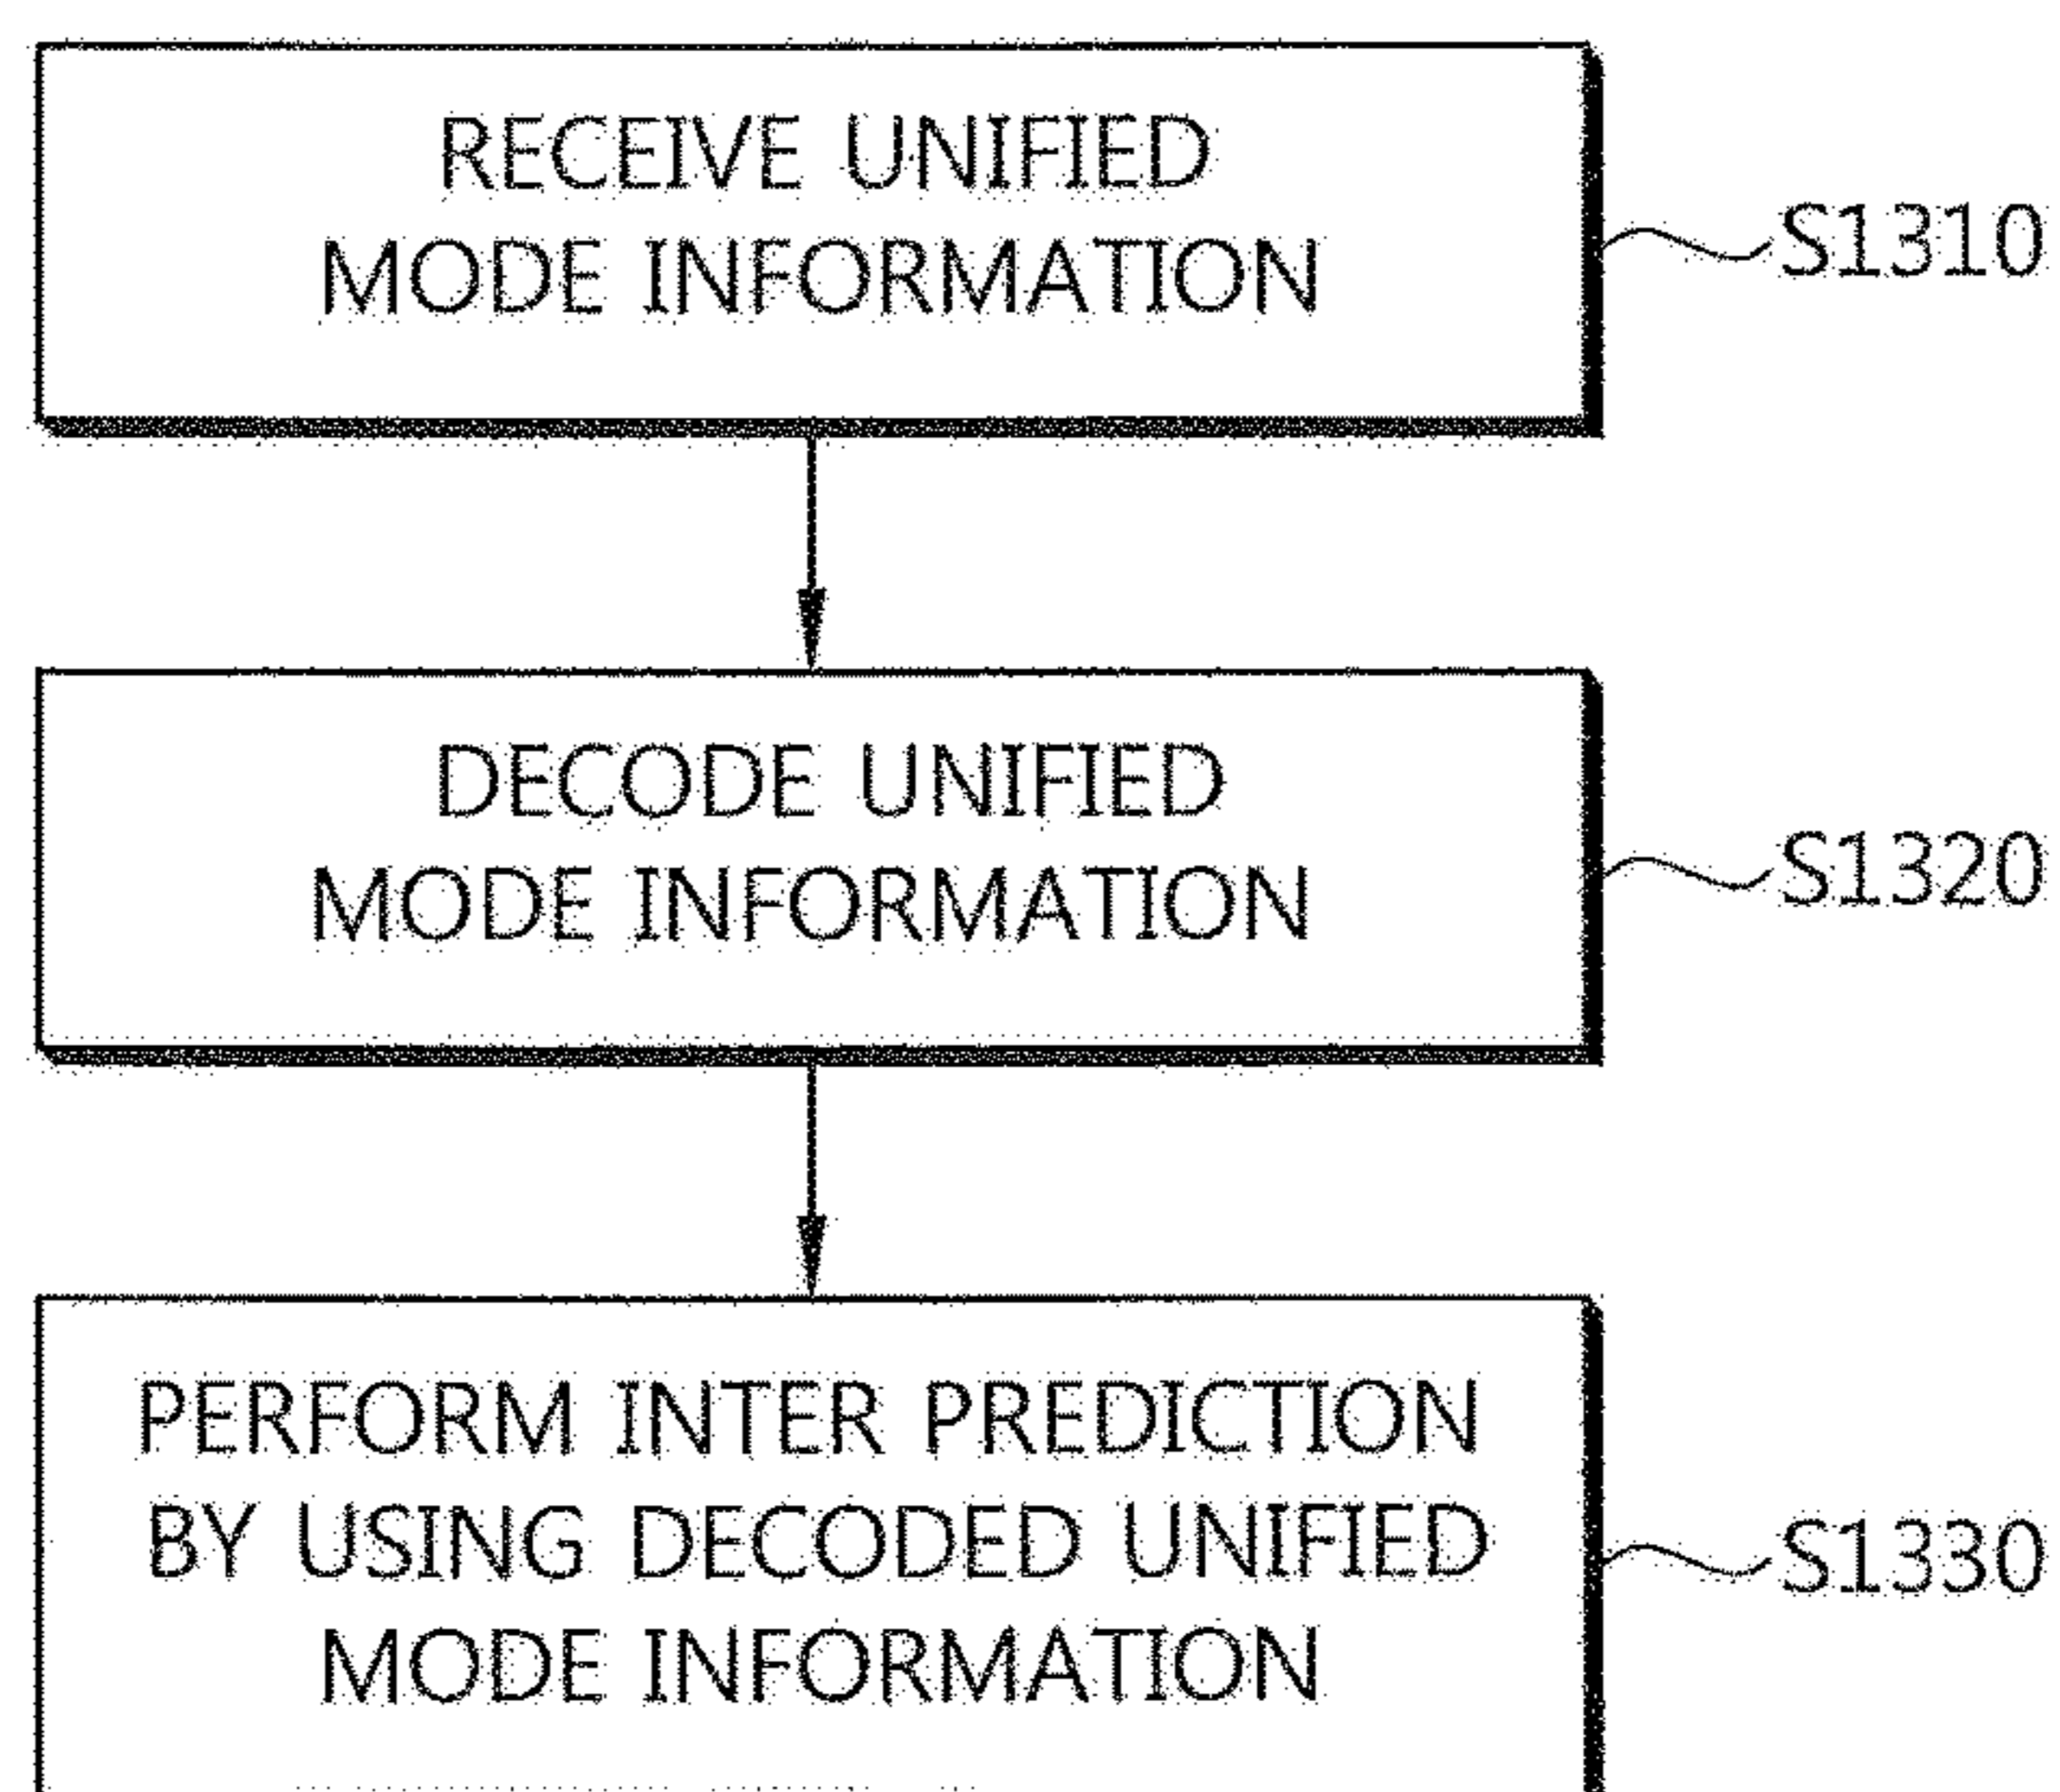 RECEIVE UNIFIED
MODE INFORMATION
S1310
DECODE UNIFIED
MODE INFORMATION
S1320
PERFORM INTER PREDICTION
BY USING DECODED UNIFIED
MODE INFORMATION
S1330